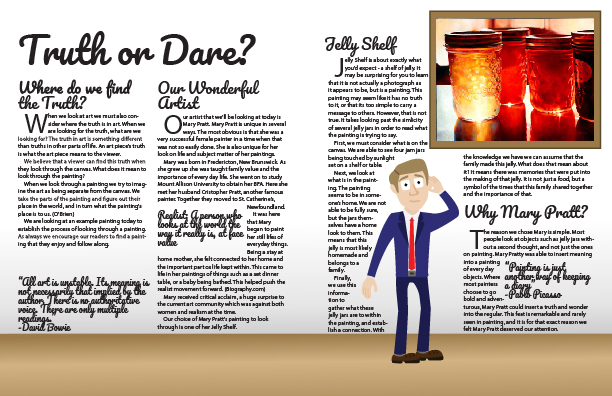 Truth or Dare?
Where do we find
the Truth?
When we look at art we must also con-
sider where the truth is in art. When we
are looking for the truth, what are we
looking for? The truth in art is something different
than truths in other parts of life. An art piece's truth
is what the art piece means to the viewer.
We believe that a viewer can find this truth when
they look through the canvas. What does it mean to
look through the painting?
When we look through a painting we try to imag-
ine the art as being separate from the canvas. We
take the parts of the painting and figure out their
place in the world, and in turn what the painting's
place is to us. (O'Brien)
We are looking at an example painting today to
establish the process of looking through a painting.
As always we encourage our readers to find a paint-
ing that they enjoy and follow along.
"All art is unstable. Its meaning is
not necessarily that implied by the
author. There is no authoritative
voice. There are only multiple
readings."
-David Bowie
Our Wonderful
Artist
Our artist that we'll be looking at today is
Mary Pratt. Mary Pratt is unique in several
ways. The most obvious is that she was a
very successful female painter in a time when that
was not so easily done. She is also unique for her
look on life and subject matter of her paintings.
Mary was born in Fredericton, New Brunswick. As
she grew up she was taught family value and the
importance of every day life. She went on to study
Mount Allison University to obtain her BFA. Here she
met her husband Cristopher Pratt, another famous
painter. Together they moved to St. Catherine's,
Newfoundland.
Realist: A person who
looks at the world the
way it really is, at face
value
It was here
that Mary
began to paint
her still lifes of
everyday things.
Being a stay at
home mother, she felt connected to her home and
the important parts of life kept within. This came to
life in her paintings of things such as a set dinner
table, or a baby being bathed. This helped push the
realist movement forward. (Biography.com)
Mary received critical acclaim, a huge surprise to
the current art community which was against both
women and realism at the time.
Our choice of Mary Pratt's painting to look
through is one of her Jelly Shelf.
Jelly Shelf
Jelly Shelf is about exactly what
you'd expect - a shelf of jelly. It
may be surprising for you to learn
that it is not actually a photograph as
it appears to be, but is a painting. This
painting may seem like it has no truth
to it, or that its too simple to carry a
message to others. However, that is not
true. It takes looking past the simlicity
of several jelly jars in order to read what
the painting is trying to say.
First, we must consider what is on the
canvas. We are able to see four jam jars
being touched by sunlight
set on a shelf or table.
Next, we look at
what is in the paint-
ing. The painting
seems to be in some-
one's home. We are not
able to be fully sure,
but the jars them-
selves have a home
look to them. This
means that this
jelly is most likely
homemade and
belongs to a
family.
Finally,
we use this
informa-
tion to
gather what these
jelly jars are to within
the painting, and estab-
lish a connection. With
the knowledge we have we can assume that the
family made this jelly. What does that mean about
it? It means there was memories that were put into
the making of that jelly. It is not just a food, but a
symbol of the times that this family shared together
and the importance of that.
Why Mary Pratt?
The reason we chose Mary is simple. Most
people look at objects such as jelly jars with-
out a second thought, and not just the ones
on painting. Mary Pratt was able to insert meaning
into a painting
of every day
objects. Where
most painters
choose to go
bold and adven-
"Painting is just
another way of keeping
a diary."
-Pablo Picasso
turous, Mary Pratt could insert a truth and wonder
into the regular. This feat is remarkable and rarely
seen in painting, and it is for that exact reason we
felt Mary Pratt deserved our attention.